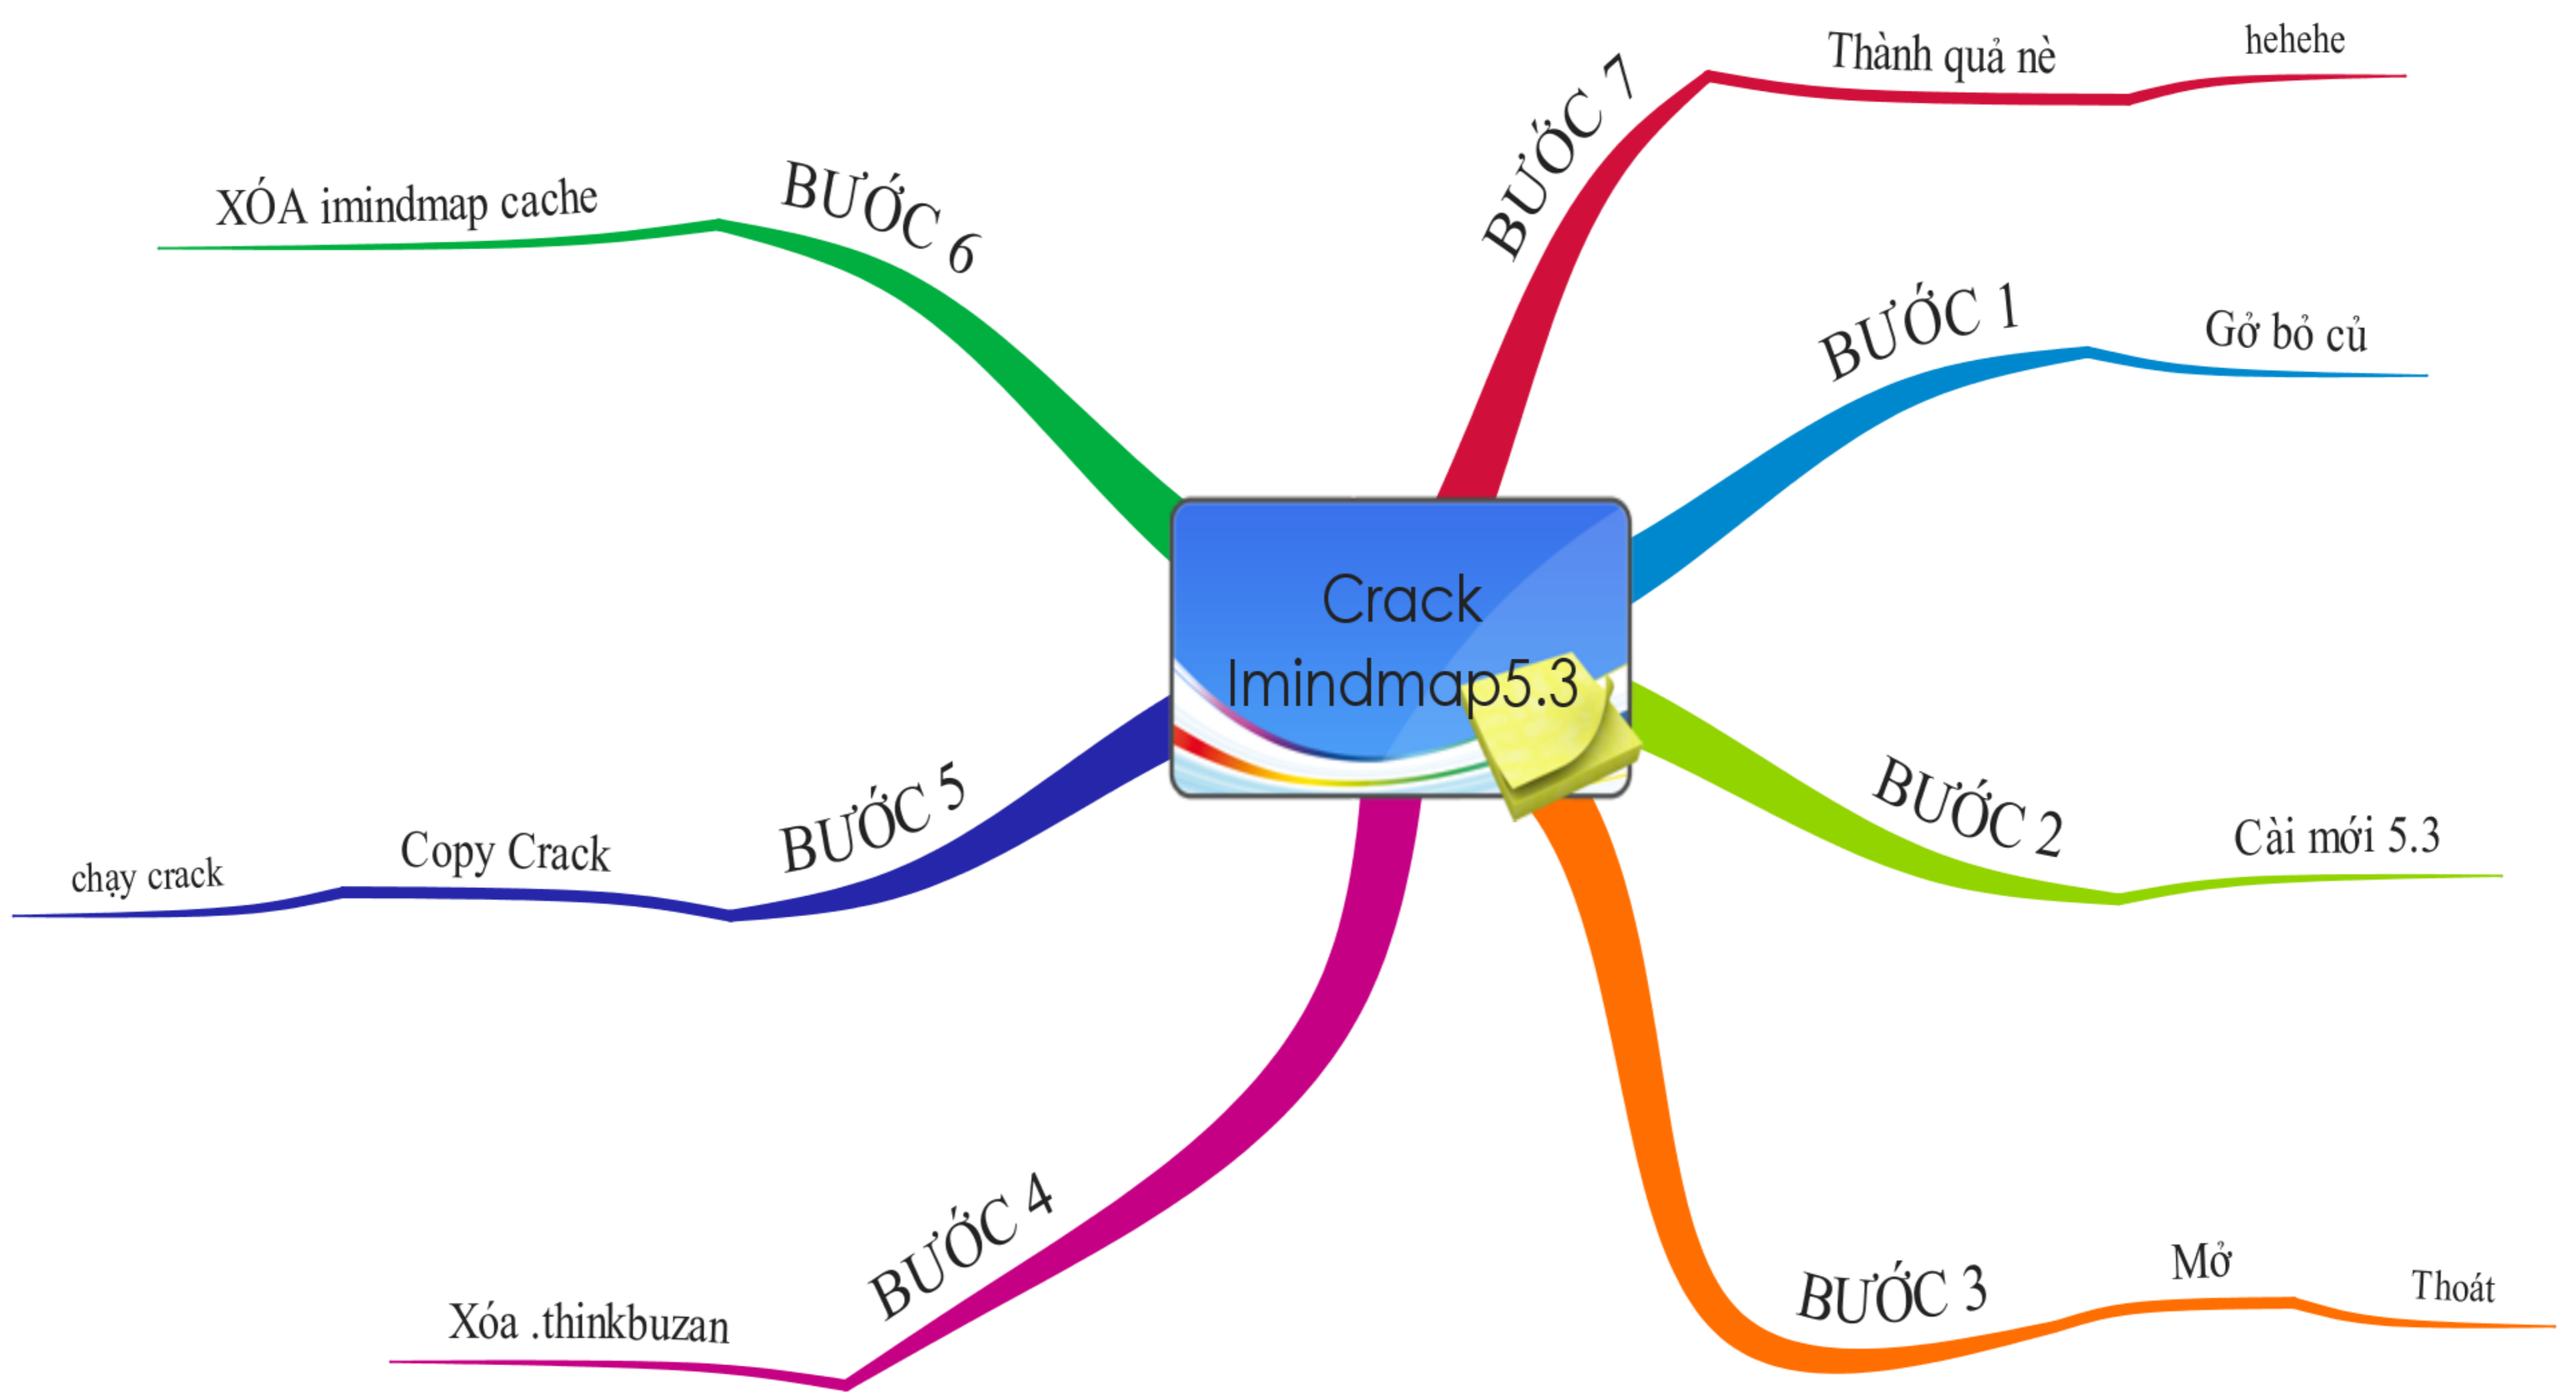 Crack
Imindmap5.3
BƯỚC 1
Gở bỏ củ
BƯỚC 2
Cài mới 5.3
BƯỚC 3
Mở
Thoát
BƯỚC 4
Xóa .thinkbuzan
BƯỚC 5
Copy Crack
chạy crack
BƯỚC 6
XÓA imindmap cache
BƯỚC 7
Thành quả nè
hehehe